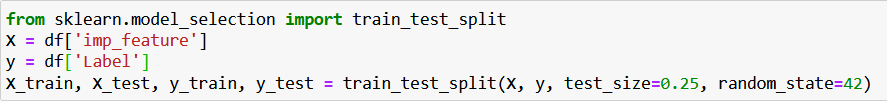 from sklearn.model_selection import train_test_split
X = df['imp_feature']
y = df['Label']
X_train, X_test, y_train, y_test = train_test_split(X, y, test_size=0.25, random_state=42)